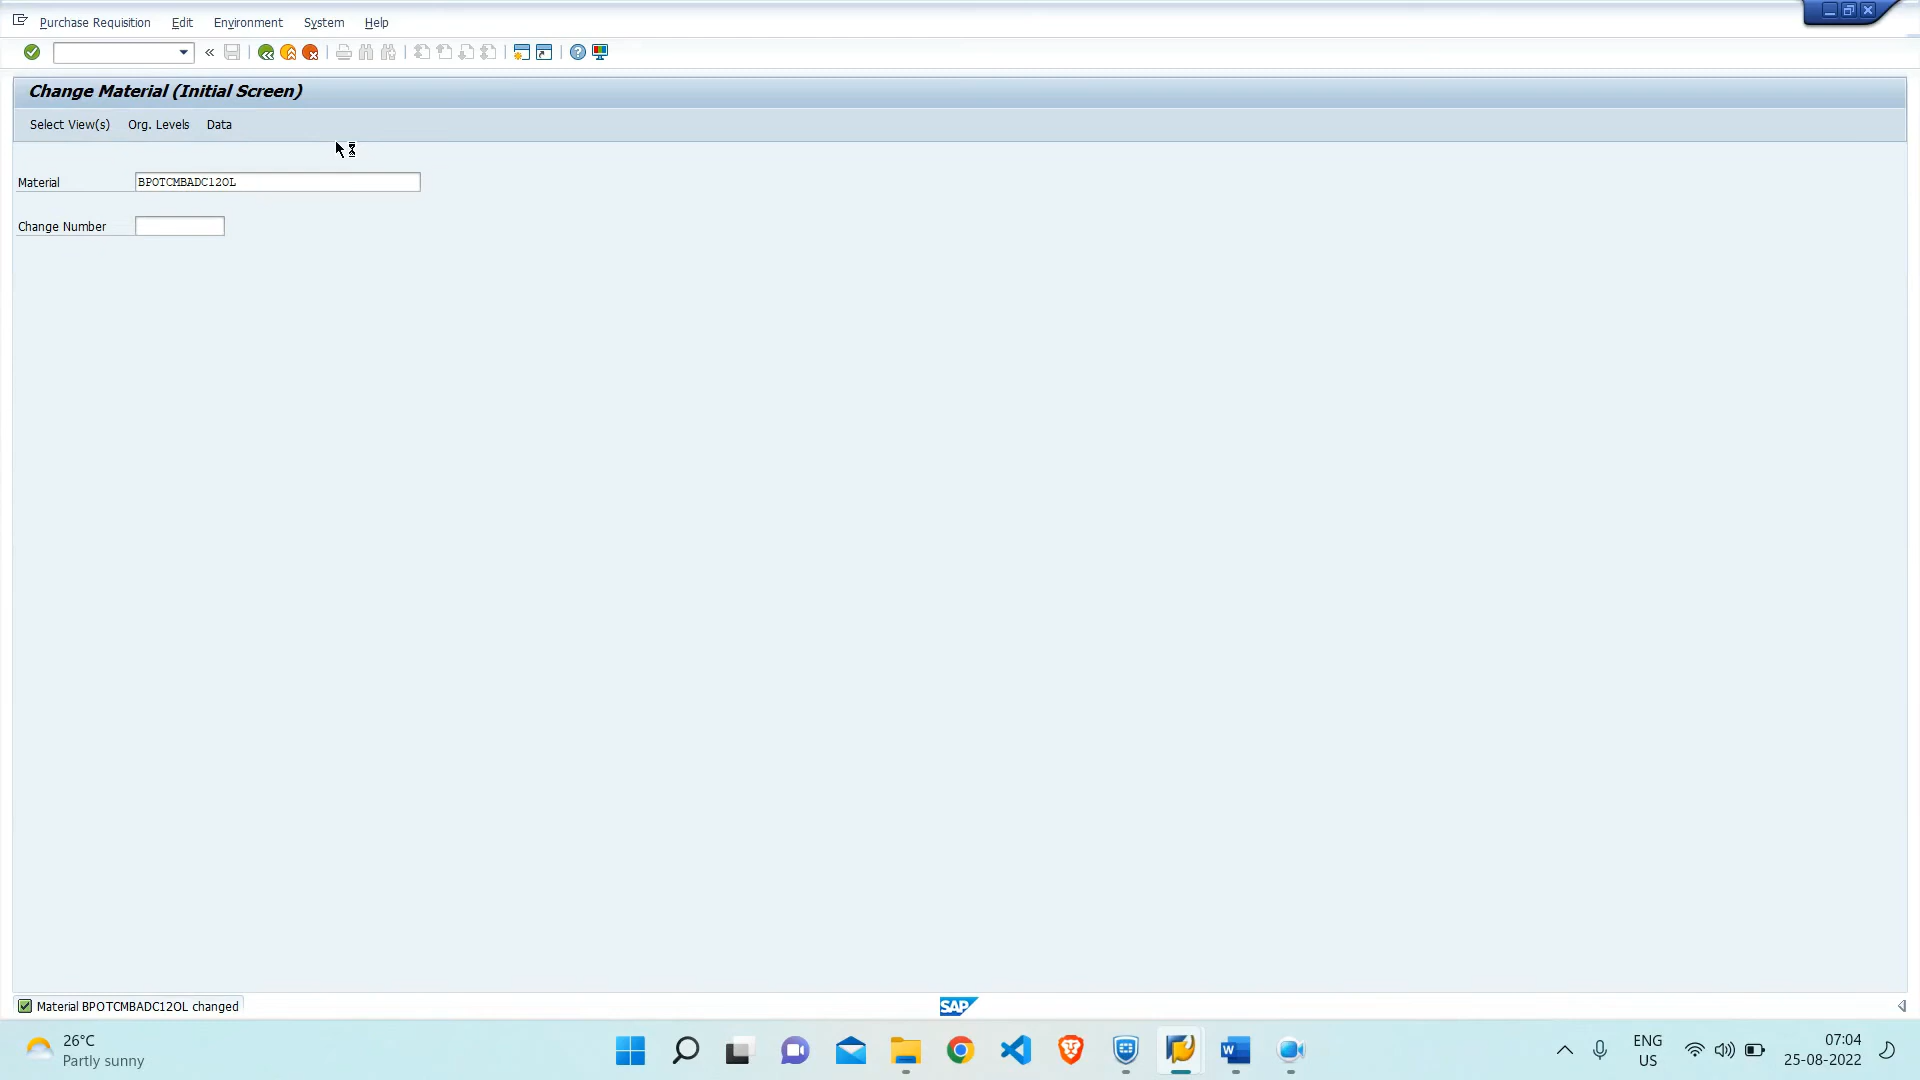 Purchase Requisition Edit Environment System Help
Change Material (Initial Screen)
Select View(s) Org. Levels Data
Material BPOTCMBADC12OL
Change Number
Material BPOTCMBADC12OL changed
SAP
26°C
Partly sunny
ENG
US
07:04
25-08-2022